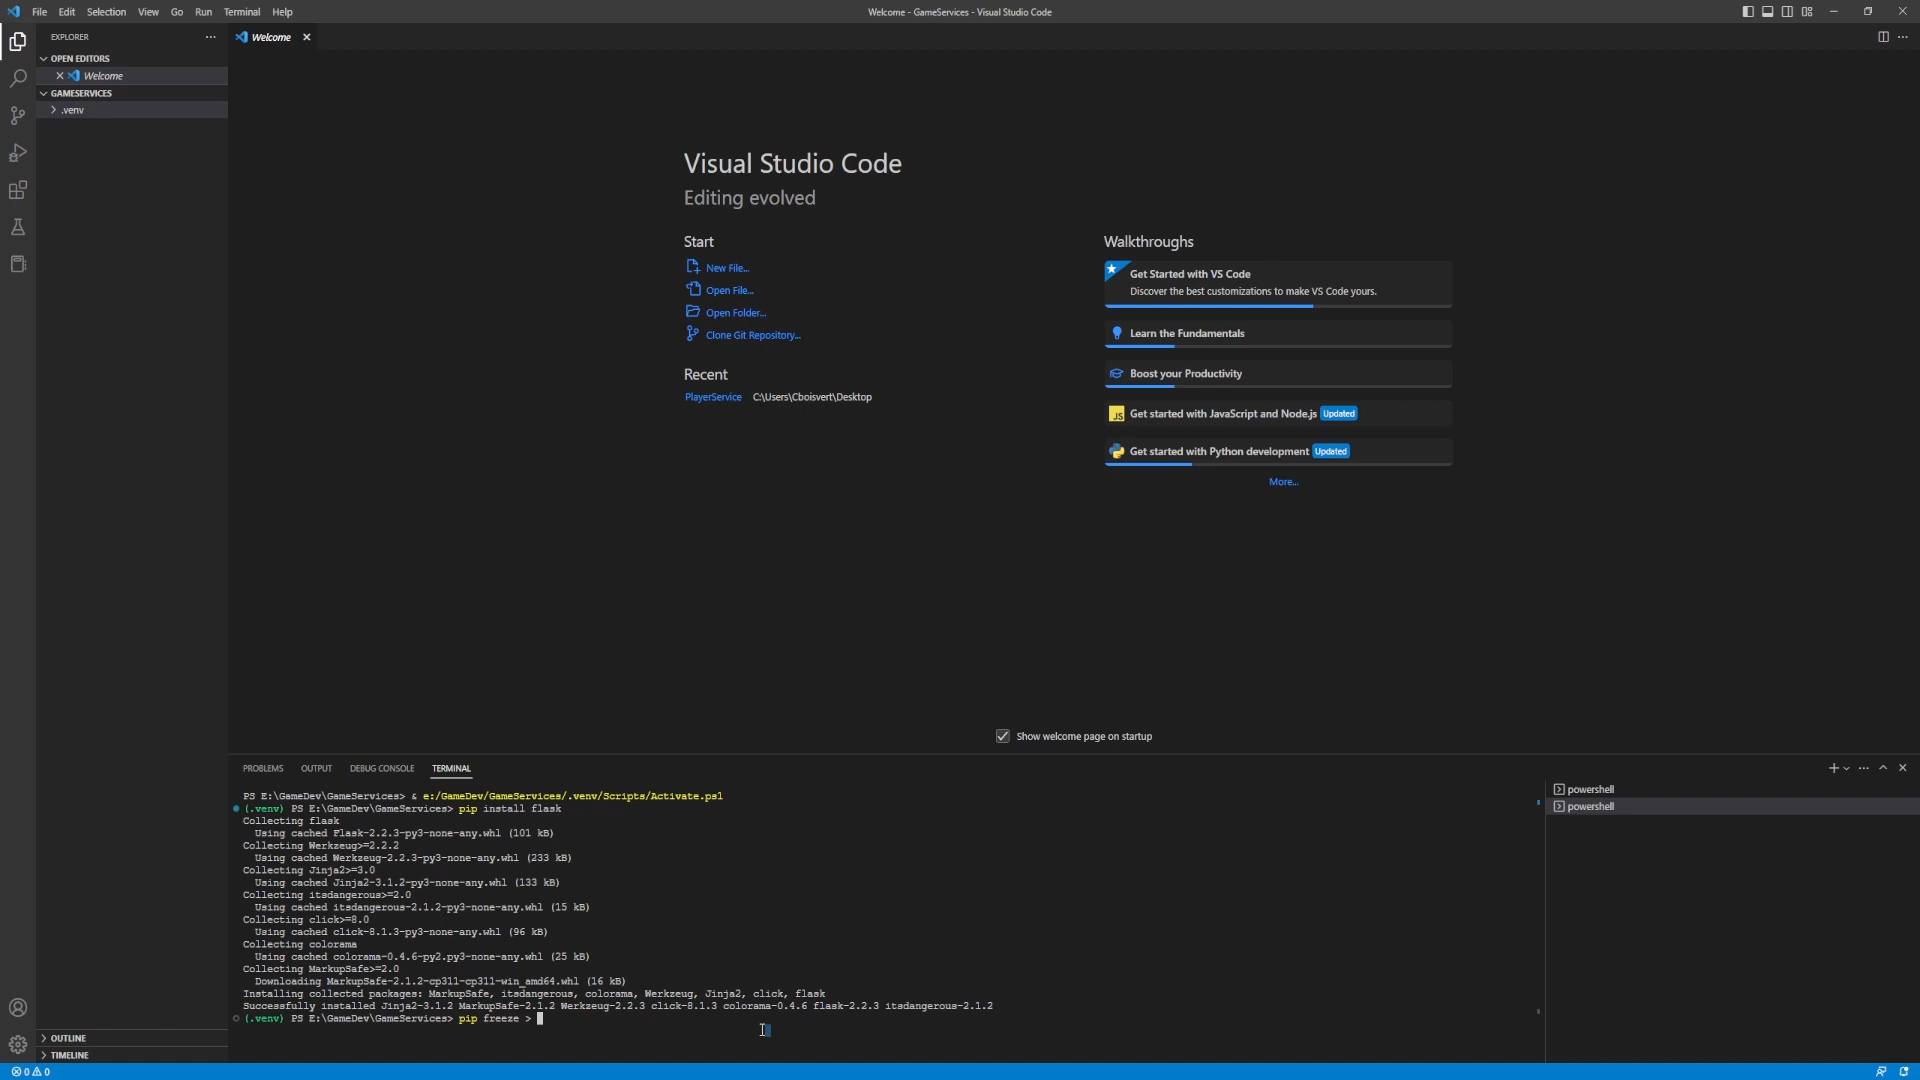 File Edit Selection View Go Run Terminal Help
Welcome - GameServices - Visual Studio Code
EXPLORER
OPEN EDITORS
Welcome
GAMESERVICES
.venv
OUTLINE
TIMELINE
Welcome
Visual Studio Code
Editing evolved
Start
New File...
Open File...
Open Folder...
Clone Git Repository...
Recent
PlayerService C:\Users\Cboisvert\Desktop
Walkthroughs
Get Started with VS Code
Discover the best customizations to make VS Code yours.
Learn the Fundamentals
Boost your Productivity
JS Get started with JavaScript and Node.js Updated
Get started with Python development Updated
More...
Show welcome page on startup
PROBLEMS OUTPUT DEBUG CONSOLE TERMINAL
PS E:\GameDev\GameServices> & e:/GameDev/GameServices/.venv/Scripts/Activate.ps1
(.venv) PS E:\GameDev\GameServices> pip install flask
Collecting flask
Using cached Flask-2.2.3-py3-none-any.whl (101 kB)
Collecting Werkzeug>=2.2.2
Using cached Werkzeug-2.2.3-py3-none-any.whl (233 kB)
Collecting Jinja2>=3.0
Using cached Jinja2-3.1.2-py3-none-any.whl (133 kB)
Collecting itsdangerous>=2.0
Using cached itsdangerous-2.1.2-py3-none-any.whl (15 kB)
Collecting click>=8.0
Using cached click-8.1.3-py3-none-any.whl (96 kB)
Collecting colorama
Using cached colorama-0.4.6-py2.py3-none-any.whl (25 kB)
Collecting MarkupSafe>=2.0
Downloading MarkupSafe-2.1.2-cp311-cp311-win_amd64.whl (16 kB)
Installing collected packages: MarkupSafe, itsdangerous, colorama, Werkzeug, Jinja2, click, flask
Successfully installed Jinja2-3.1.2 MarkupSafe-2.1.2 Werkzeug-2.2.3 click-8.1.3 colorama-0.4.6 flask-2.2.3 itsdangerous-2.1.2
(.venv) PS E:\GameDev\GameServices> pip freeze >
powershell
powershell
0 0